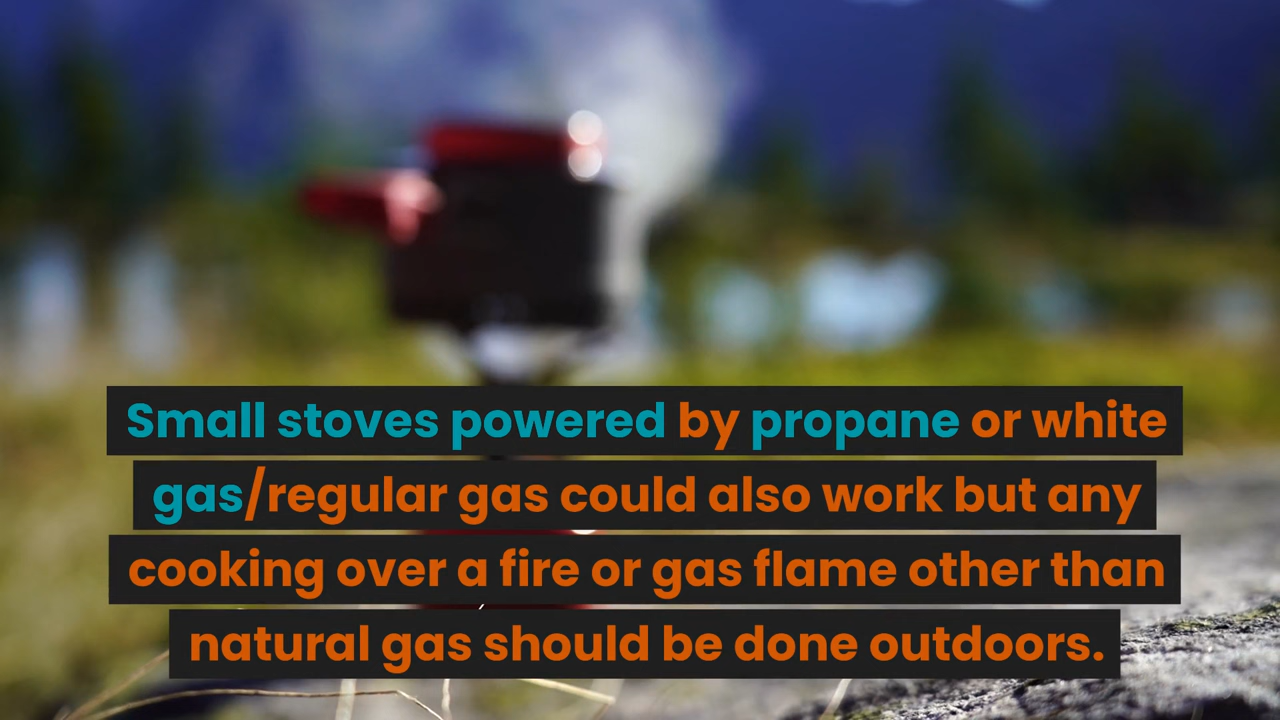 Small stoves powered by propane or white
gas/regular gas could also work but any
cooking over a fire or gas flame other than
natural gas should be done outdoors.